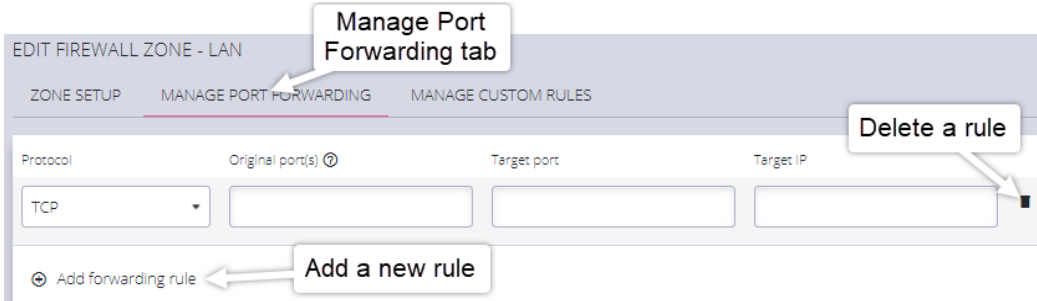 Manage Port
Forwarding tab
EDIT FIREWALL ZONE - LAN
ZONE SETUP MANAGE PORT FORWARDING MANAGE CUSTOM RULES
Delete a rule
Protocol Original port(s) Target port Target IP
TCP
Add forwarding rule
Add a new rule